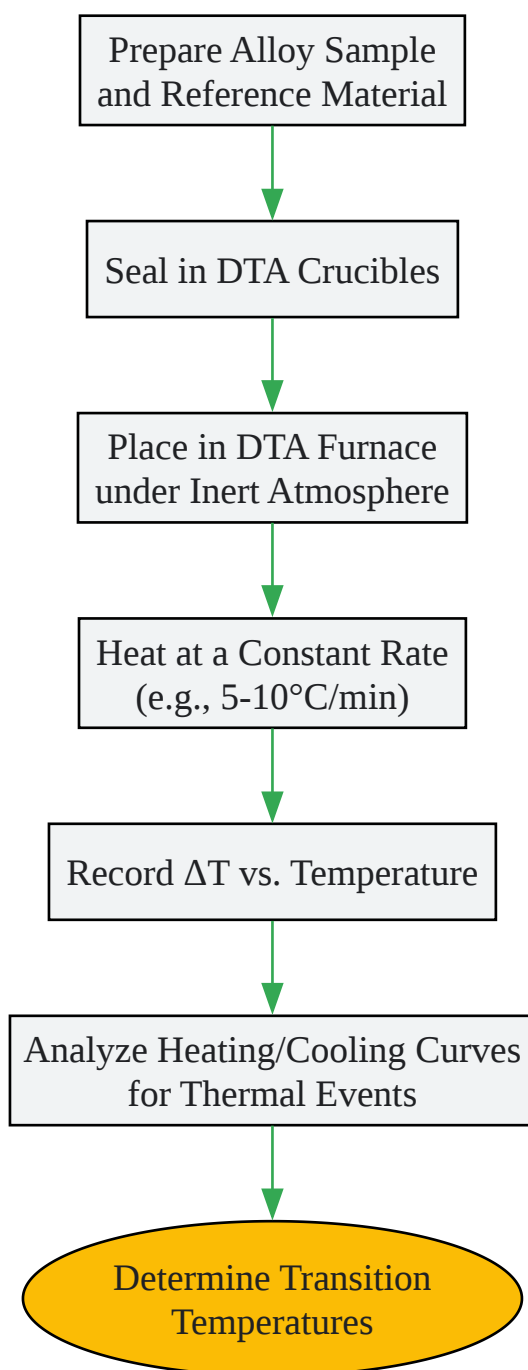 Prepare Alloy Sample
and Reference Material
Seal in DTA Crucibles
Place in DTA Furnace
under Inert Atmosphere
Heat at a Constant Rate
(e.g., 5-10°C/min)
Record ΔT vs. Temperature
Analyze Heating/Cooling Curves
for Thermal Events
Determine Transition
Temperatures